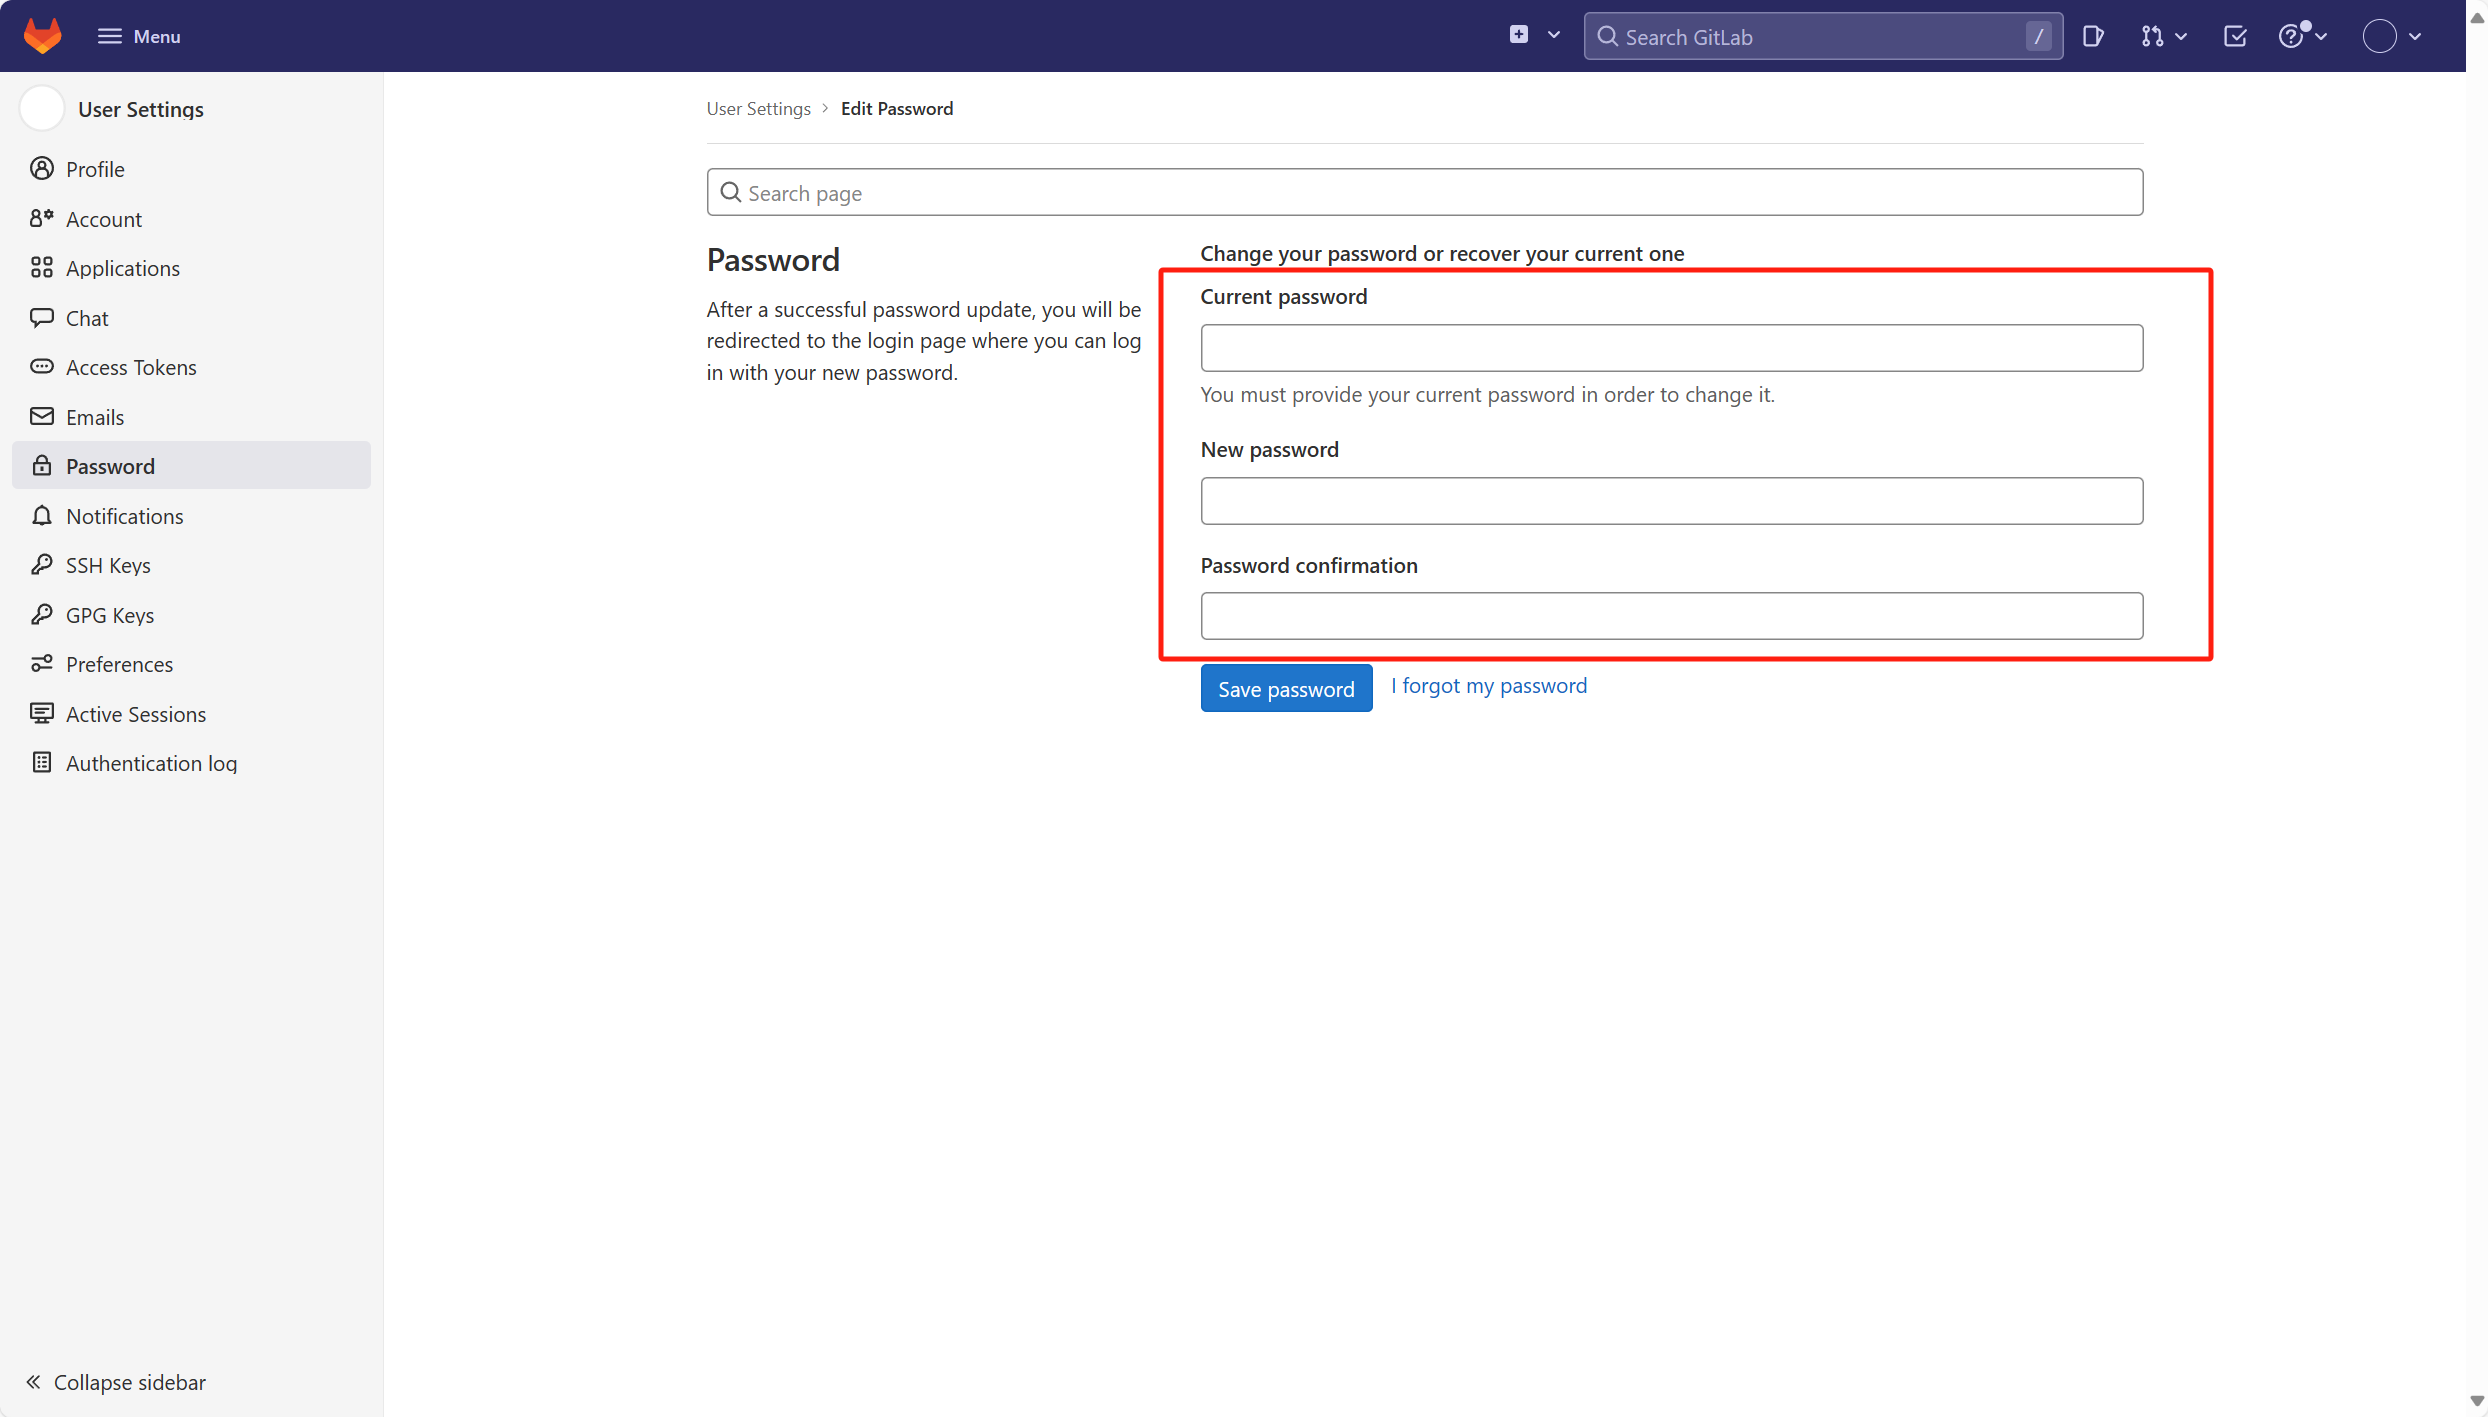 Menu
Search GitLab
/
User Settings
Profile
Account
Applications
Chat
Access Tokens
Emails
Password
Notifications
SSH Keys
GPG Keys
Preferences
Active Sessions
Authentication log
Collapse sidebar
User Settings > Edit Password
Search page
Password
After a successful password update, you will be
redirected to the login page where you can log
in with your new password.
Change your password or recover your current one
Current password
You must provide your current password in order to change it.
New password
Password confirmation
Save password
I forgot my password